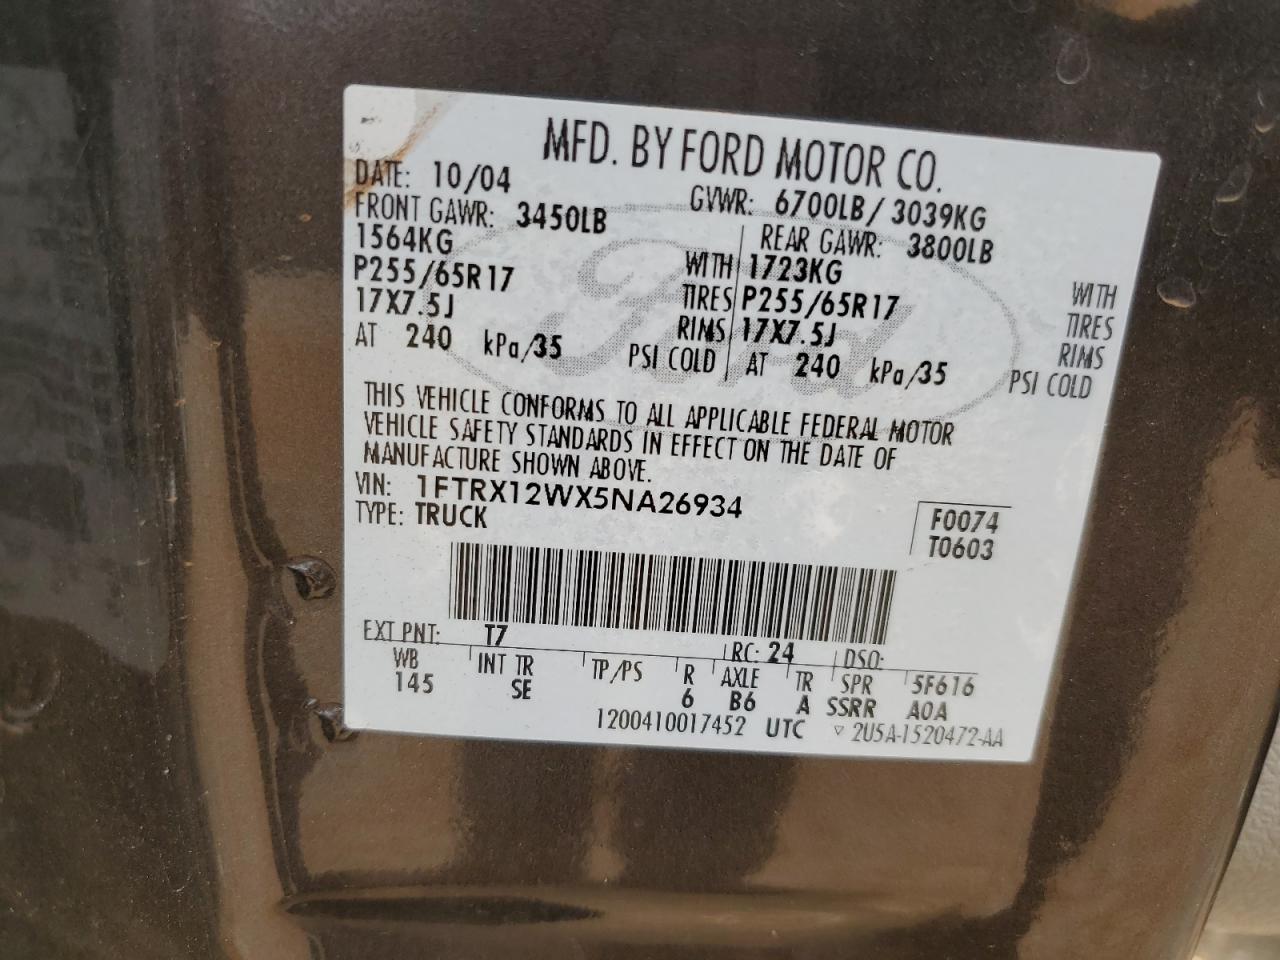 MFD. BY FORD MOTOR CO.
DATE: 10/04 GVWR: 6700LB/ 3039KG
FRONT GAWR: 3450LB REAR GAWR: 3800LB
1564KG WITH 1723KG WITH
P255/65R17 TIRES P255/65R17 TIRES
17X7.5J RIMS 17X7.5J RIMS
AT 240 kPa/35 PSI COLD AT 240 kPa/35 PSI COLD
Ford
THIS VEHICLE CONFORMS TO ALL APPLICABLE FEDERAL MOTOR
VEHICLE SAFETY STANDARDS IN EFFECT ON THE DATE OF
MANUFACTURE SHOWN ABOVE.
VIN: 1FTRX12WX5NA26934
TYPE: TRUCK
F0074
T0603
EXT PNT: T7 RC: 24 DSO:
WB INT TR TP/PS R AXLE TR SPR 5F616
145 SE 6 B6 A SSRR A0A
1200410017452 UTC ▽ 2U5A-1520472-AA